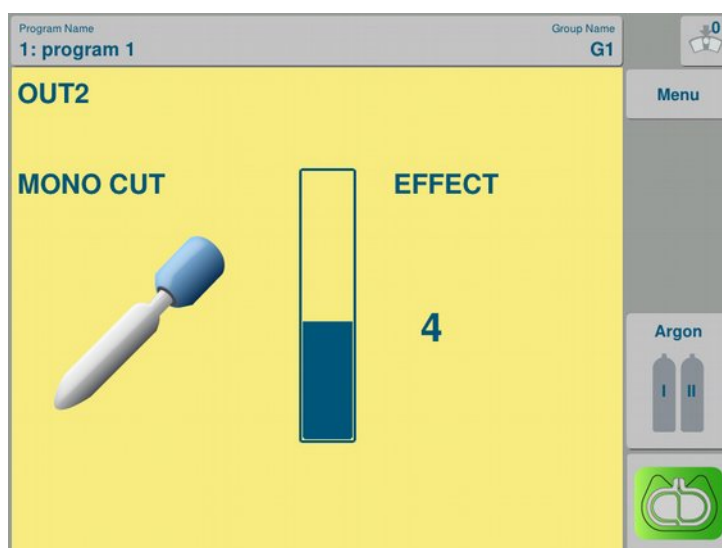 Program Name
1: program 1
Group Name
G1
0
OUT2
Menu
MONO CUT
EFFECT
4
Argon
I II